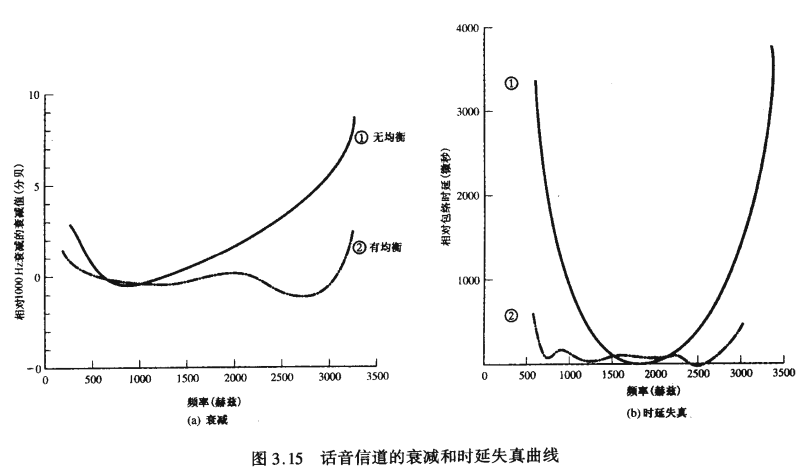 10
5
0
-0
相对1000Hz衰减的衰减值(分贝)
① 无均衡
② 有均衡
0 500 1000 1500 2000 2500 3000 3500
频率(赫兹)
(a) 衰减
4000
3000
2000
1000
相对包络时延(微秒)
①
②
0 500 1000 1500 2000 2500 3000 3500
频率(赫兹)
(b) 时延失真
图 3.15 话音信道的衰减和时延失真曲线